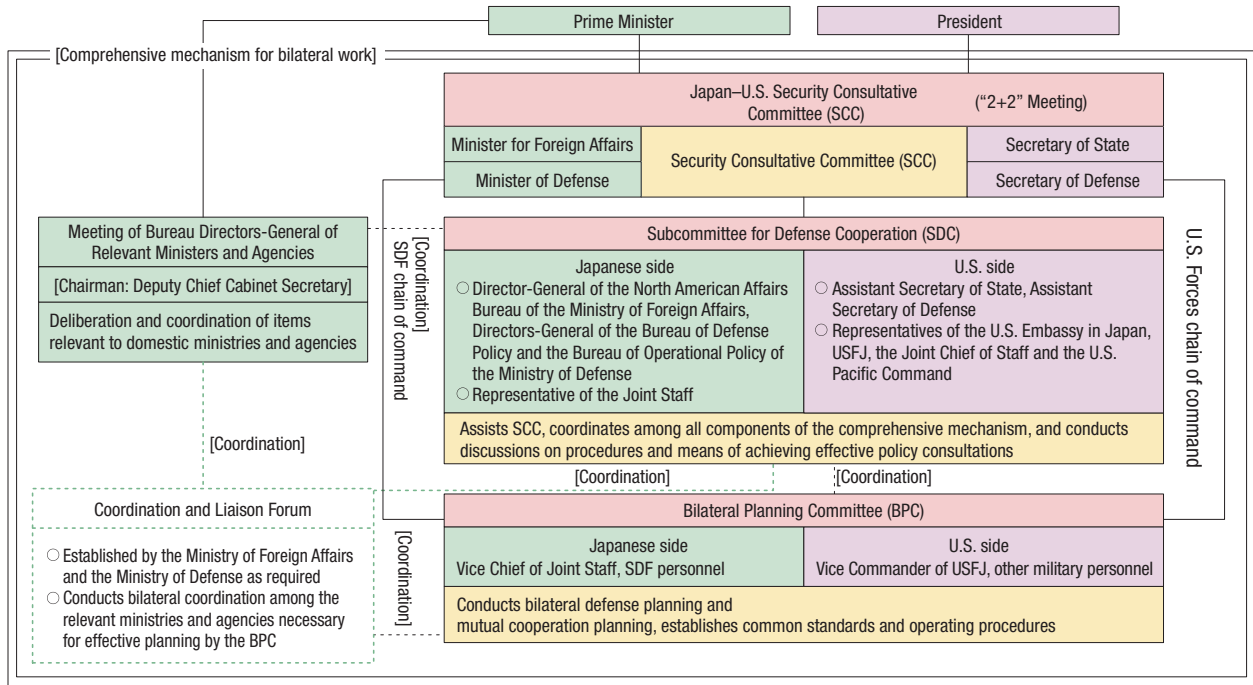 Prime Minister
President
[Comprehensive mechanism for bilateral work]
Japan–U.S. Security Consultative
Committee (SCC)
(“2+2” Meeting)
Minister for Foreign Affairs
Security Consultative Committee (SCC)
Secretary of State
Minister of Defense
Secretary of Defense
Meeting of Bureau Directors-General of
Relevant Ministers and Agencies
[Chairman: Deputy Chief Cabinet Secretary]
Deliberation and coordination of items
relevant to domestic ministries and agencies
[Coordination]
SDF chain of command
Subcommittee for Defense Cooperation (SDC)
Japanese side
○ Director-General of the North American Affairs
Bureau of the Ministry of Foreign Affairs,
Directors-General of the Bureau of Defense
Policy and the Bureau of Operational Policy of
the Ministry of Defense
○ Representative of the Joint Staff
U.S. side
○ Assistant Secretary of State, Assistant
Secretary of Defense
○ Representatives of the U.S. Embassy in Japan,
USFJ, the Joint Chief of Staff and the U.S.
Pacific Command
U.S. Forces chain of command
Assists SCC, coordinates among all components of the comprehensive mechanism, and conducts
discussions on procedures and means of achieving effective policy consultations
[Coordination]
[Coordination]
[Coordination]
Coordination and Liaison Forum
○ Established by the Ministry of Foreign Affairs
and the Ministry of Defense as required
○ Conducts bilateral coordination among the
relevant ministries and agencies necessary
for effective planning by the BPC
[Coordination]
Bilateral Planning Committee (BPC)
Japanese side
Vice Chief of Joint Staff, SDF personnel
U.S. side
Vice Commander of USFJ, other military personnel
Conducts bilateral defense planning and
mutual cooperation planning, establishes common standards and operating procedures